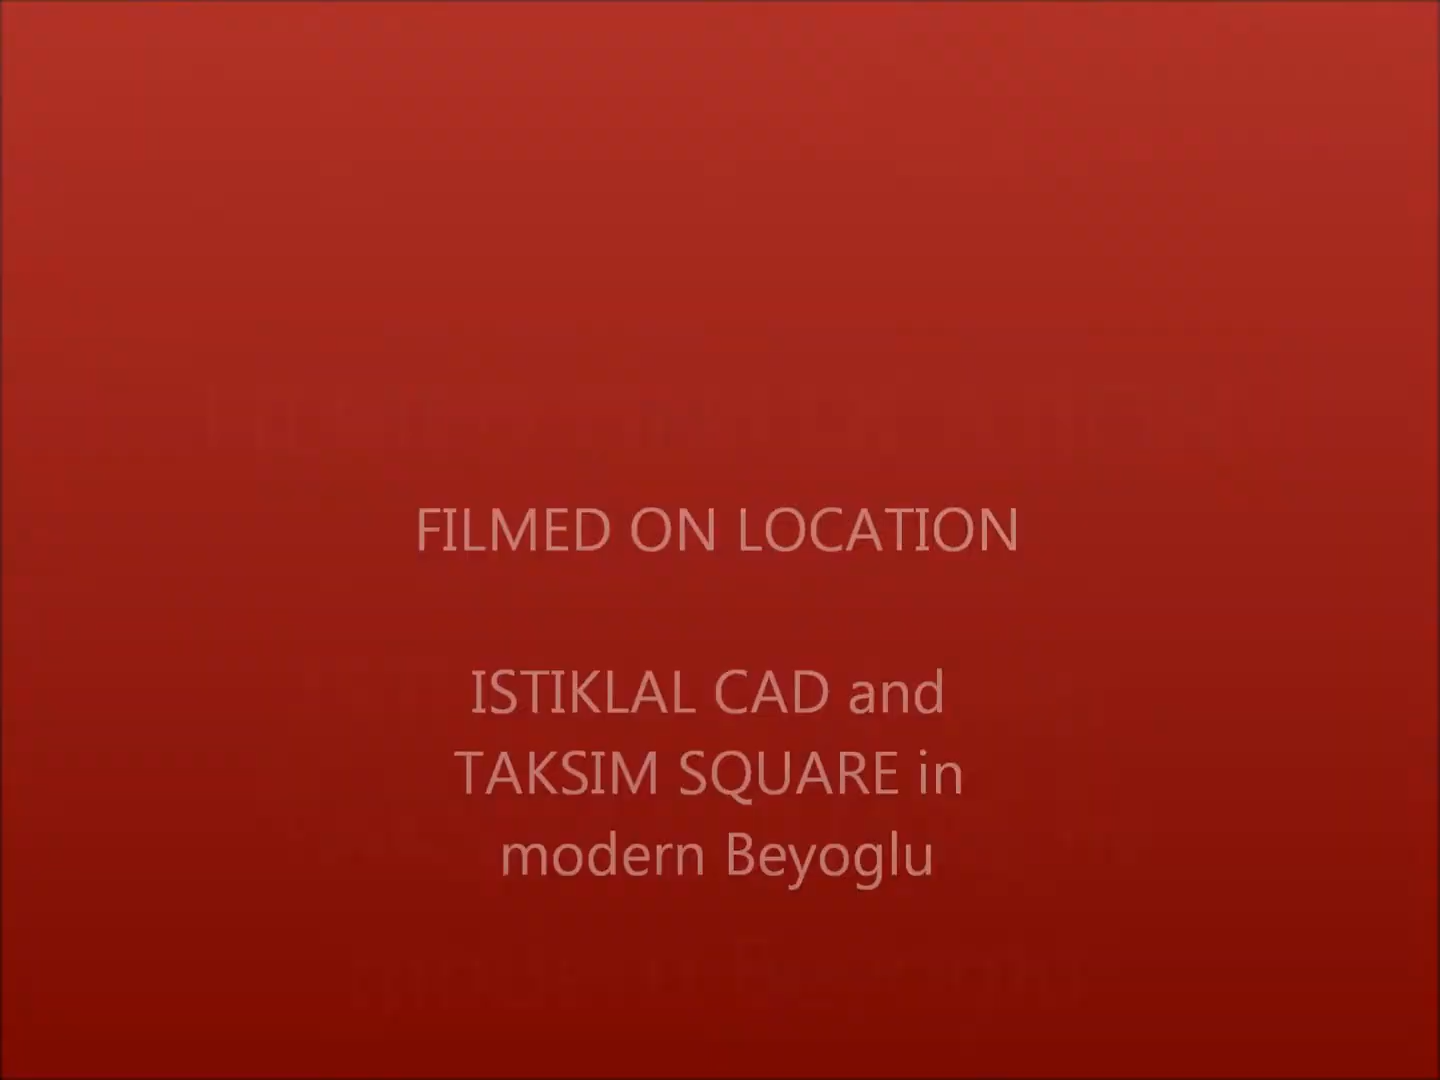 FILMED ON LOCATION
ISTIKLAL CAD and
TAKSIM SQUARE in
modern Beyoglu